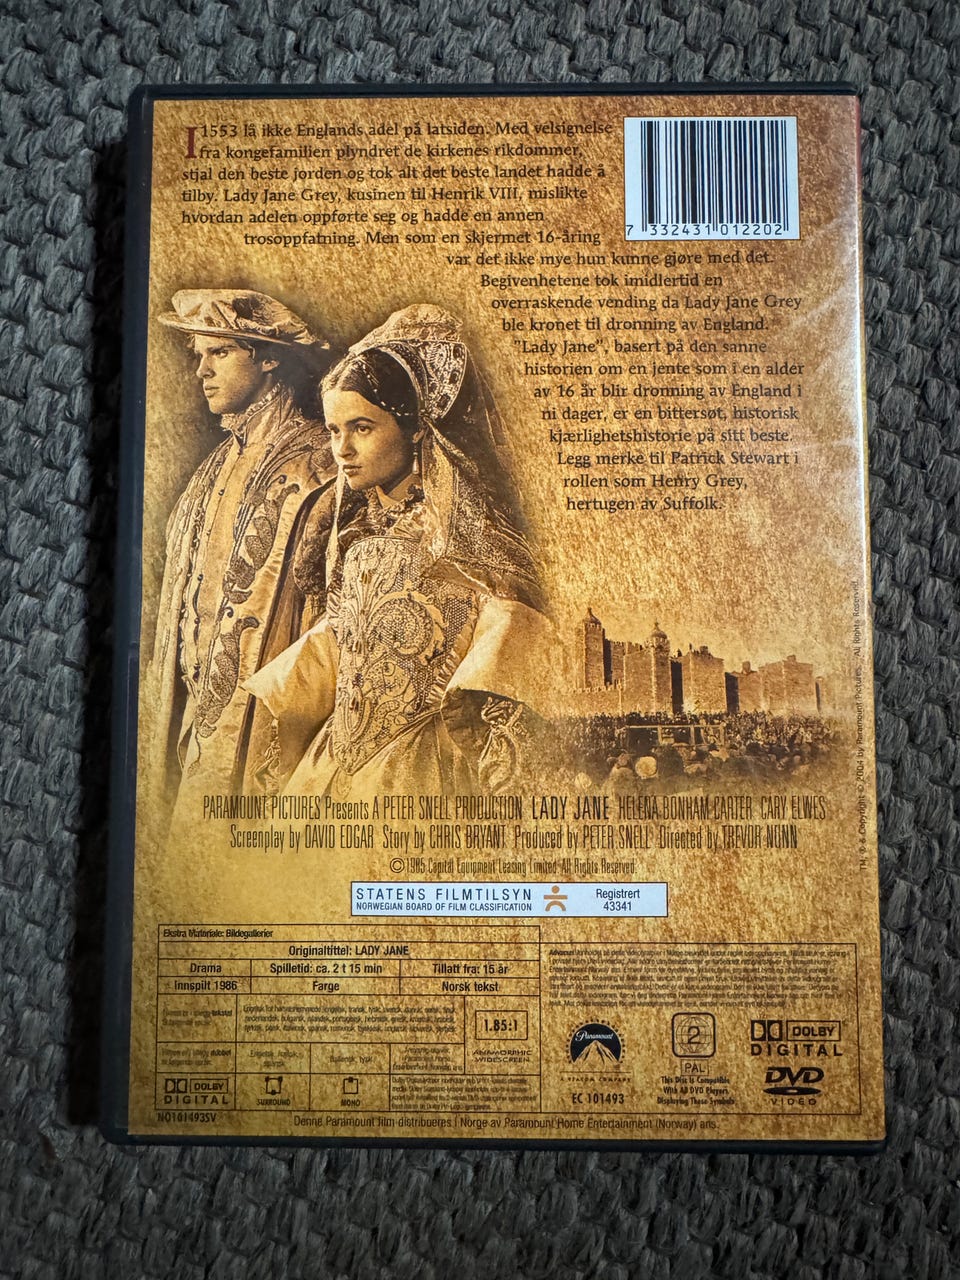 I 1553 lå ikke Englands adel på latsiden. Med velsignelse
fra kongefamilien plyndret de kirkenes rikdommer,
stjal den beste jorden og tok alt det beste landet hadde å
tilby. Lady Jane Grey, kusinen til Henrik VIII, mislikte
hvordan adelen oppførte seg og hadde en annen
trosoppfatning. Men som en skjermet 16-åring
var det ikke mye hun kunne gjøre med det.
Begivenhetene tok imidlertid en
overraskende vending da Lady Jane Grey
ble kronet til dronning av England.
"Lady Jane", basert på den sanne
historien om en jente som i en alder
av 16 år blir dronning av England i
ni dager, er en bittersøt, historisk
kjærlighetshistorie på sitt beste.
Legg merke til Patrick Stewart i
rollen som Henry Grey,
hertugen av Suffolk.
7 332431 012202
TM, ® & Copyright © 2004 by Paramount Pictures. All Rights Reserved.
PARAMOUNT PICTURES Presents A PETER SNELL PRODUCTION LADY JANE HELENA BONHAM CARTER CARY ELWES
Screenplay by DAVID EDGAR Story by CHRIS BRYANT Produced by PETER SNELL Directed by TREVOR NUNN
© 1985 Capital Equipment Leasing Limited. All Rights Reserved.
STATENS FILMTILSYN
NORWEGIAN BOARD OF FILM CLASSIFICATION
Registrert
43341
Ekstra Materiale: Bildegallerier
Originaltittel: LADY JANE
Drama Spilletid: ca. 2 t 15 min Tillatt fra: 15 år
Innspilt 1986 Farge Norsk tekst
1.85:1
ANAMORPHIC
WIDESCREEN
DOLBY
DIGITAL
SURROUND
MONO
Paramount
A VIACOM COMPANY
EC 101493
2
PAL
This Disc Is Compatible
With All DVD Players
Displaying These Symbols
DOLBY
DIGITAL
DVD
VIDEO
NO101493SV
Denne Paramount film distribueres i Norge av Paramount Home Entertainment (Norway) ans.